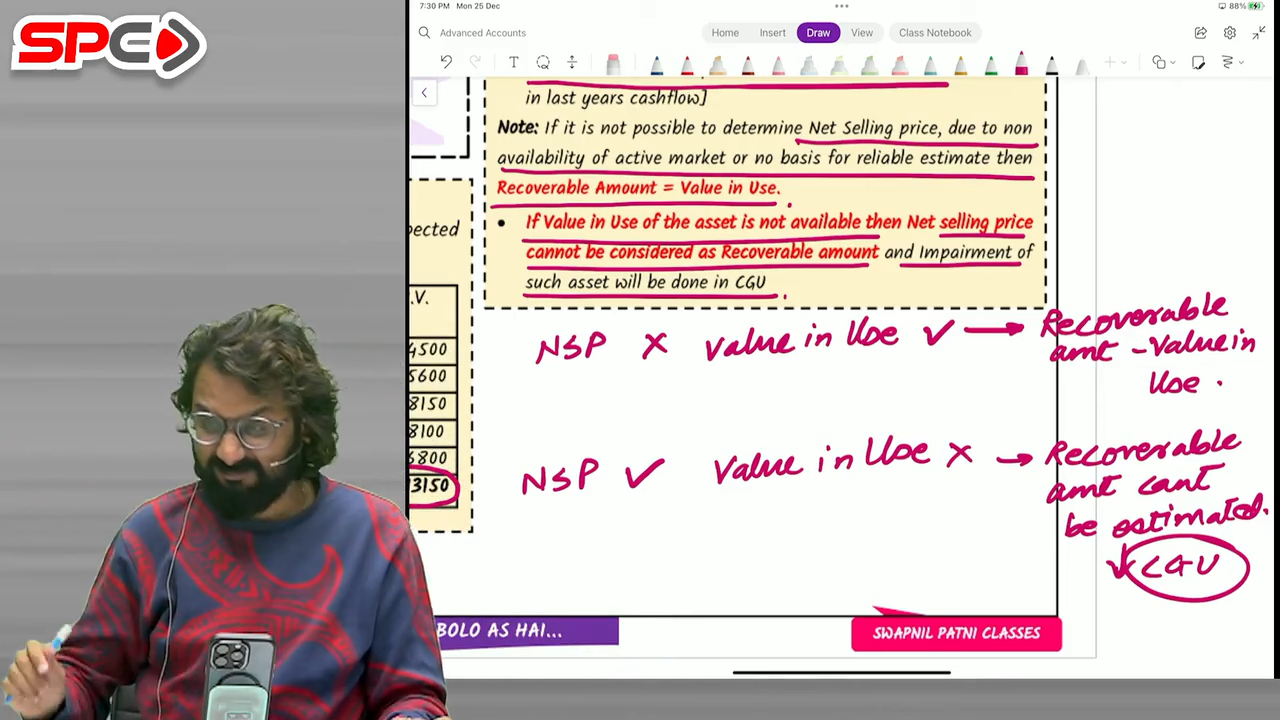 SPC
7:30 PM Mon 25 Dec
88%
Advanced Accounts
Home Insert Draw View Class Notebook
in last years cashflow]
Note: If it is not possible to determine Net Selling price, due to non
availability of active market or no basis for reliable estimate then
Recoverable Amount = Value in Use.
• If Value in Use of the asset is not available then Net selling price
cannot be considered as Recoverable amount and Impairment of
such asset will be done in CGU
pected
.V.
4500
5600
8150
8100
6800
13150
NSP X Value in Use ✓ → Recoverable
amt - Value in
Use .
NSP ✓ Value in Use X → Recoverable
amt cant
be estimated.
CGU
BOLO AS HAI...
SWAPNIL PATNI CLASSES